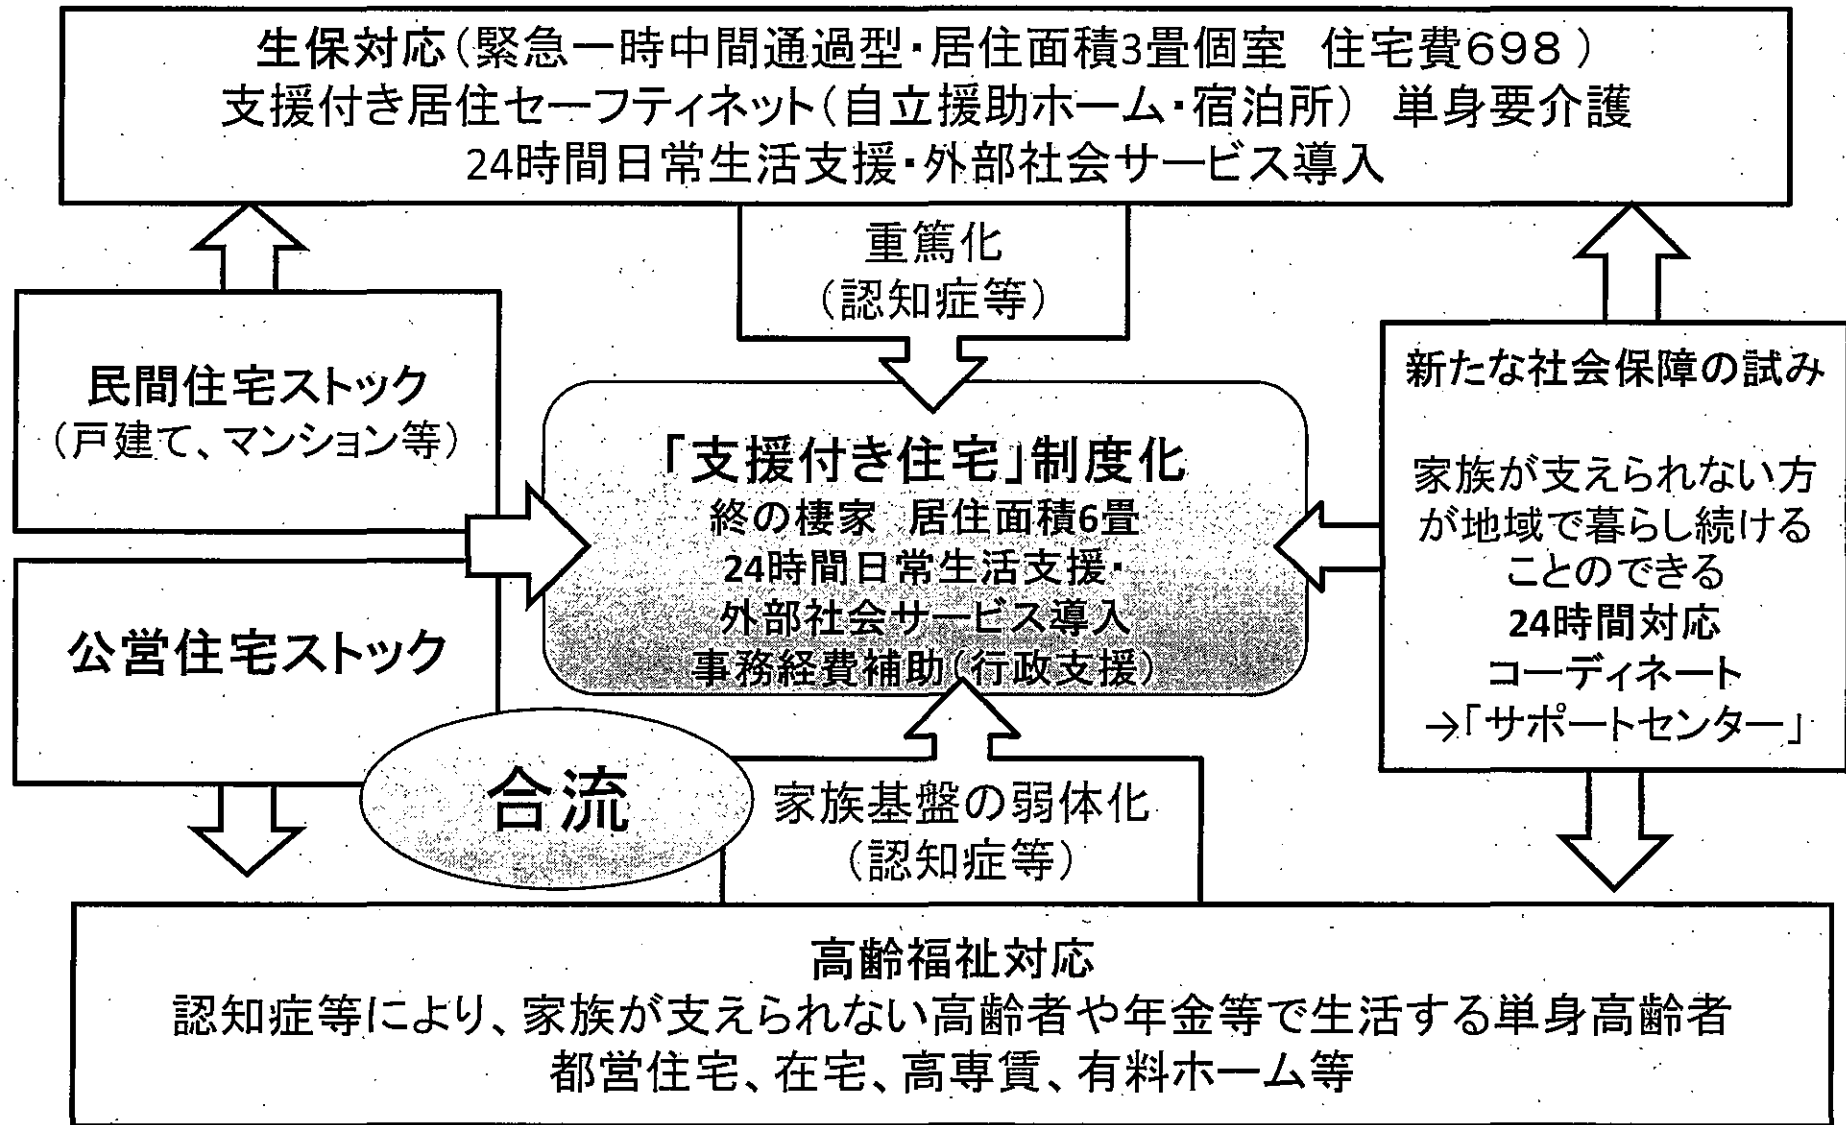 生保対応(緊急一時中間通過型・居住面積3畳個室 住宅費698)
支援付き居住セーフティネット(自立援助ホーム・宿泊所) 単身要介護
24時間日常生活支援・外部社会サービス導入
重篤化
(認知症等)
民間住宅ストック
(戸建て、マンション等)
公営住宅ストック
「支援付き住宅」制度化
終の棲家 居住面積6畳
24時間日常生活支援・
外部社会サービス導入
事務経費補助(行政支援)
新たな社会保障の試み
家族が支えられない方
が地域で暮らし続ける
ことのできる
24時間対応
コーディネート
→「サポートセンター」
合流
家族基盤の弱体化
(認知症等)
高齢福祉対応
認知症等により、家族が支えられない高齢者や年金等で生活する単身高齢者
都営住宅、在宅、高専賃、有料ホーム等